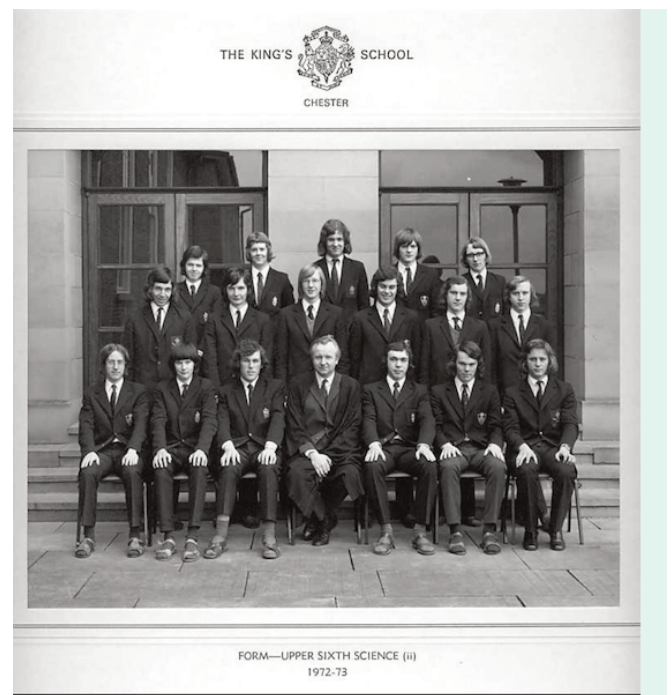 THE KING'S SCHOOL
CHESTER
FORM—UPPER SIXTH SCIENCE (ii)
1972-73